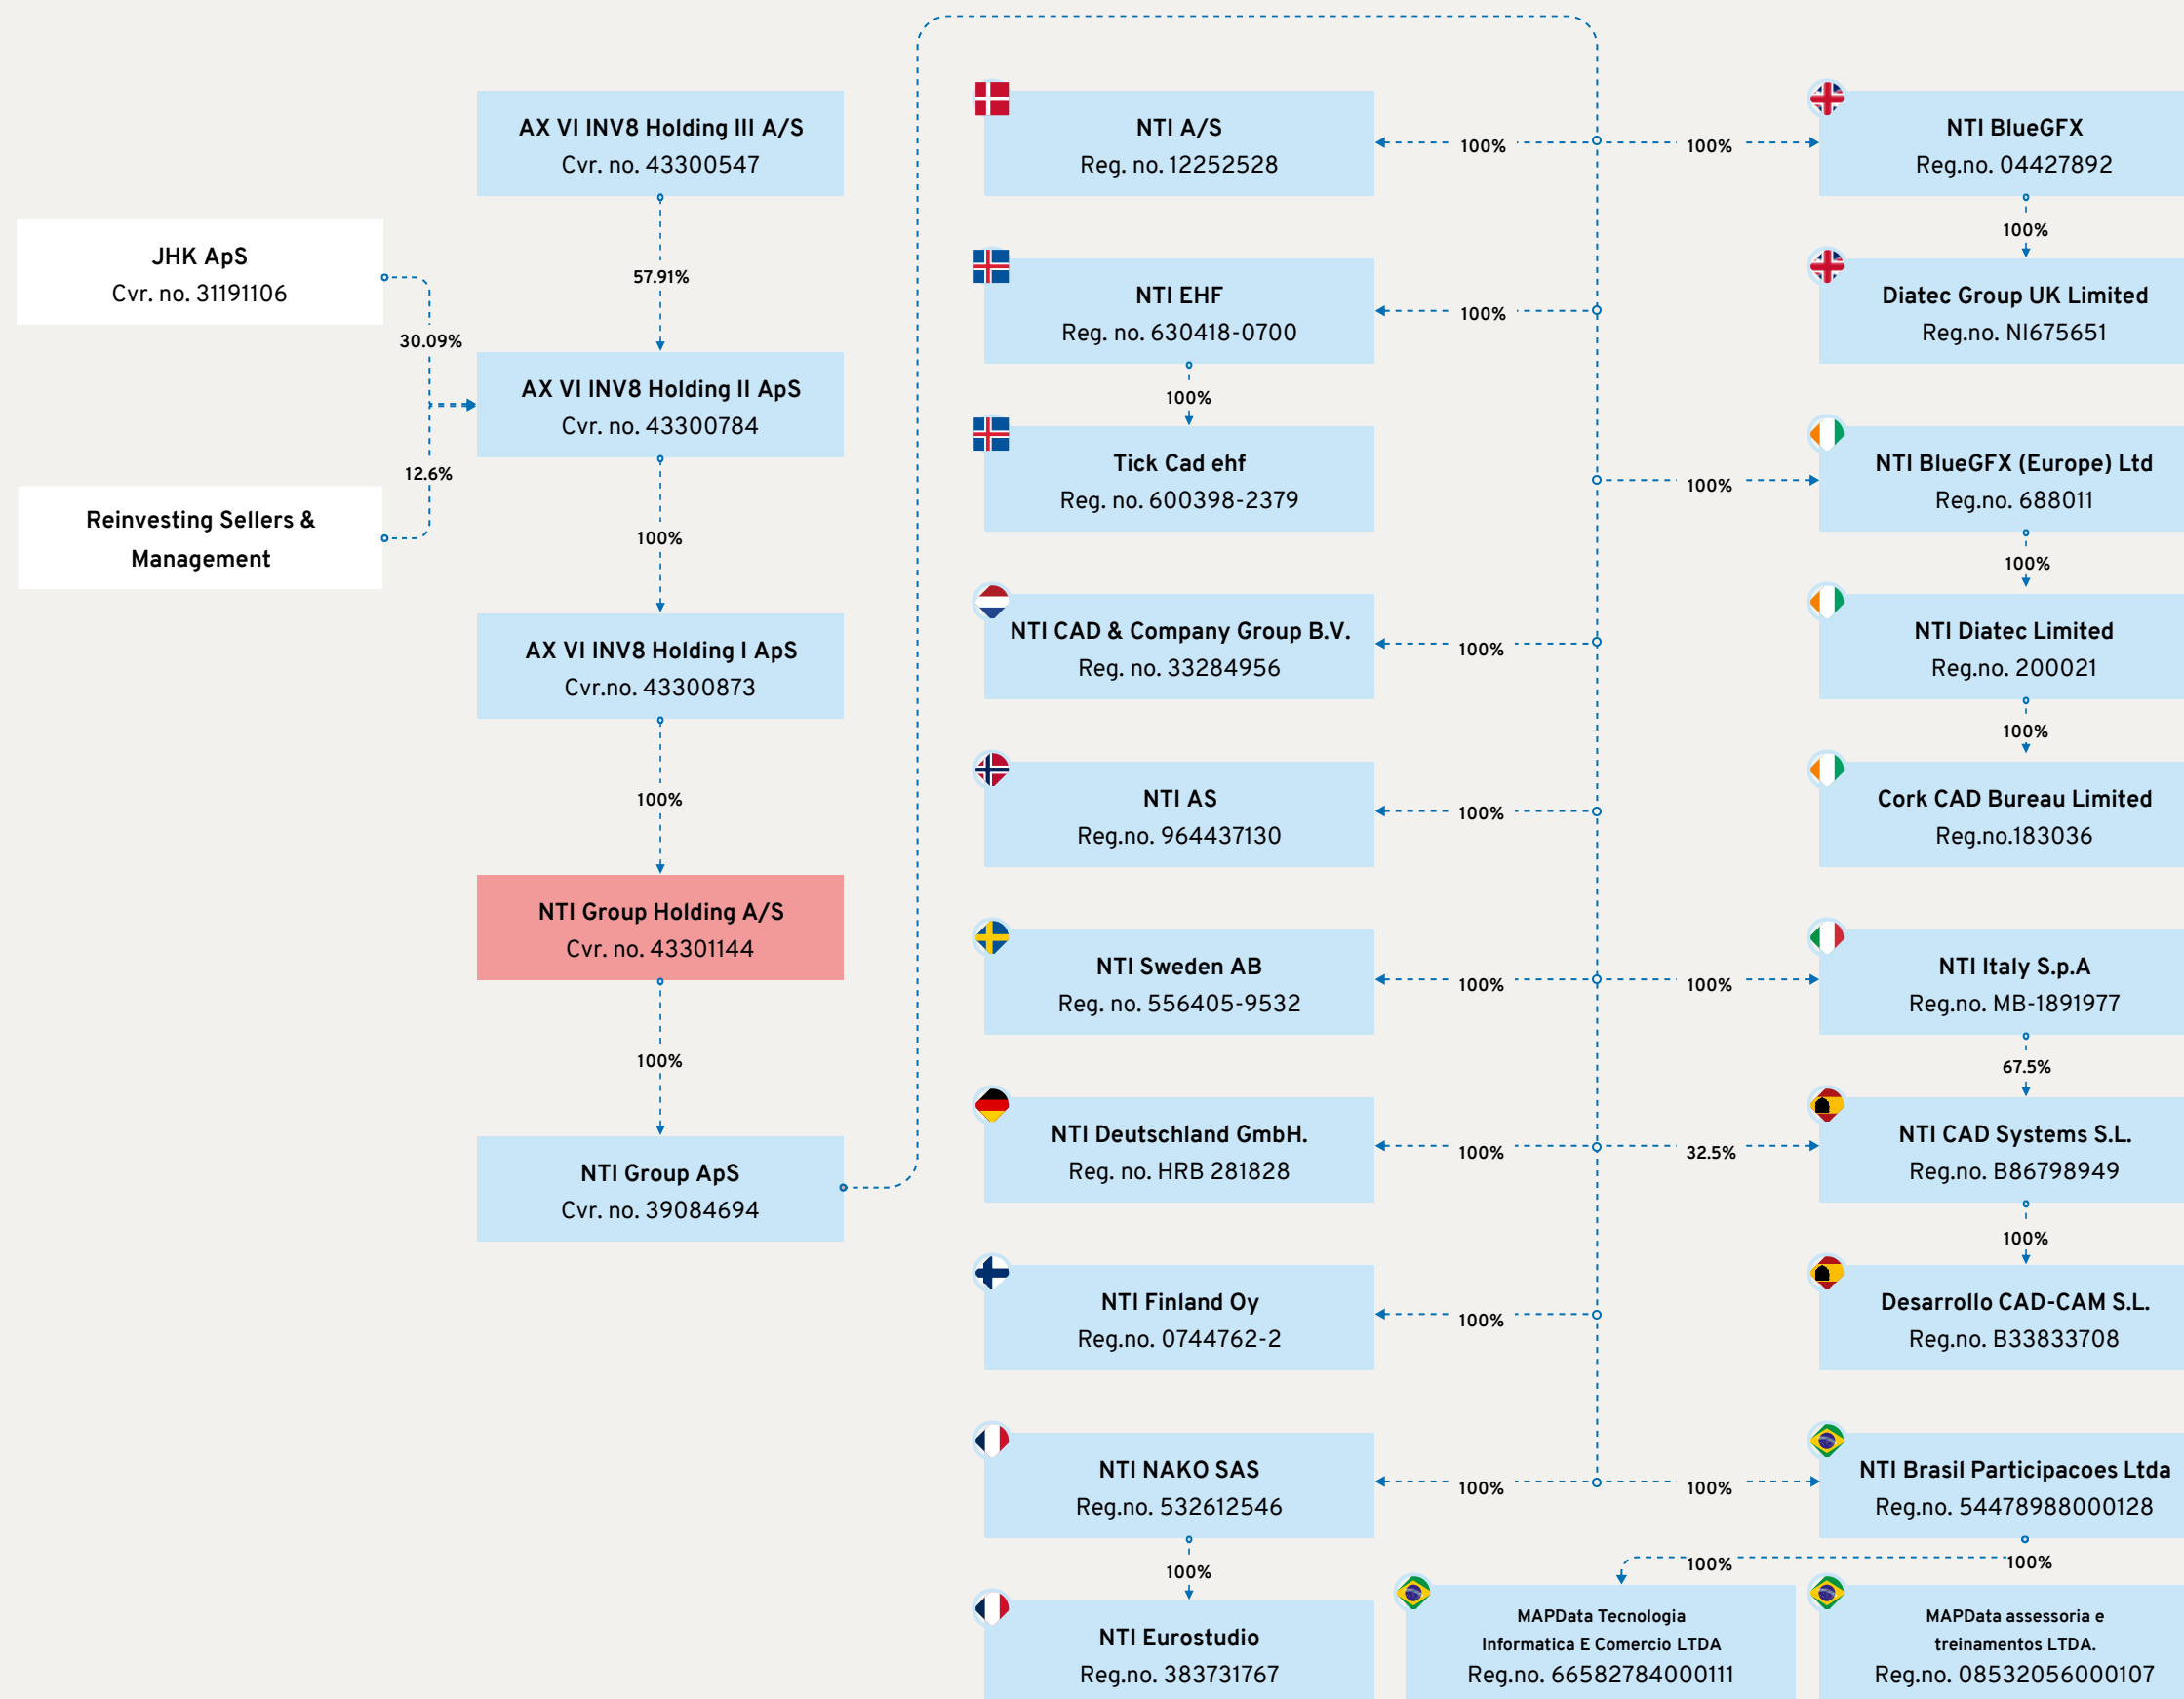 AX VI INV8 Holding III A/S
Cvr. no. 43300547
57.91%
JHK ApS
Cvr. no. 31191106
30.09%
AX VI INV8 Holding II ApS
Cvr. no. 43300784
12.6%
Reinvesting Sellers &
Management
100%
AX VI INV8 Holding I ApS
Cvr.no. 43300873
100%
NTI Group Holding A/S
Cvr. no. 43301144
100%
NTI Group ApS
Cvr. no. 39084694
NTI A/S
Reg. no. 12252528
100%
100%
NTI EHF
Reg. no. 630418-0700
100%
100%
Tick Cad ehf
Reg. no. 600398-2379
NTI CAD & Company Group B.V.
Reg. no. 33284956
100%
NTI AS
Reg.no. 964437130
100%
NTI Sweden AB
Reg. no. 556405-9532
100%
100%
NTI Deutschland GmbH.
Reg. no. HRB 281828
100%
32.5%
NTI Finland Oy
Reg.no. 0744762-2
100%
NTI NAKO SAS
Reg.no. 532612546
100%
100%
100%
NTI Eurostudio
Reg.no. 383731767
NTI BlueGFX
Reg.no. 04427892
100%
Diatec Group UK Limited
Reg.no. NI675651
100%
NTI BlueGFX (Europe) Ltd
Reg.no. 688011
100%
NTI Diatec Limited
Reg.no. 200021
100%
Cork CAD Bureau Limited
Reg.no.183036
NTI Italy S.p.A
Reg.no. MB-1891977
67.5%
NTI CAD Systems S.L.
Reg.no. B86798949
100%
Desarrollo CAD-CAM S.L.
Reg.no. B33833708
NTI Brasil Participacoes Ltda
Reg.no. 54478988000128
100%
100%
MAPData Tecnologia
Informatica E Comercio LTDA
Reg.no. 66582784000111
MAPData assessoria e
treinamentos LTDA.
Reg.no. 08532056000107